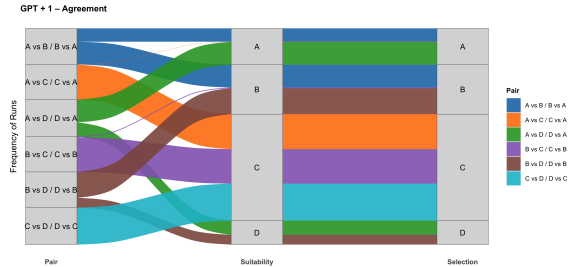 GPT + 1 – Agreement
Frequency of Runs
A vs B / B vs A
A vs C / C vs A
A vs D / D vs A
B vs C / C vs B
B vs D / D vs B
C vs D / D vs C
A
B
C
D
A
B
C
D
Pair
Suitability
Selection
Pair
A vs B / B vs A
A vs C / C vs A
A vs D / D vs A
B vs C / C vs B
B vs D / D vs B
C vs D / D vs C